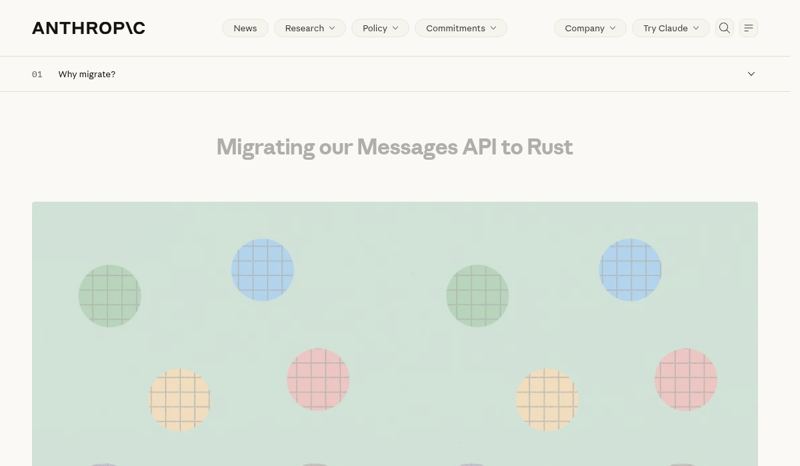 ANTHROP\C
News
Research
Policy
Commitments
Company
Try Claude
01 Why migrate?
Migrating our Messages API to Rust